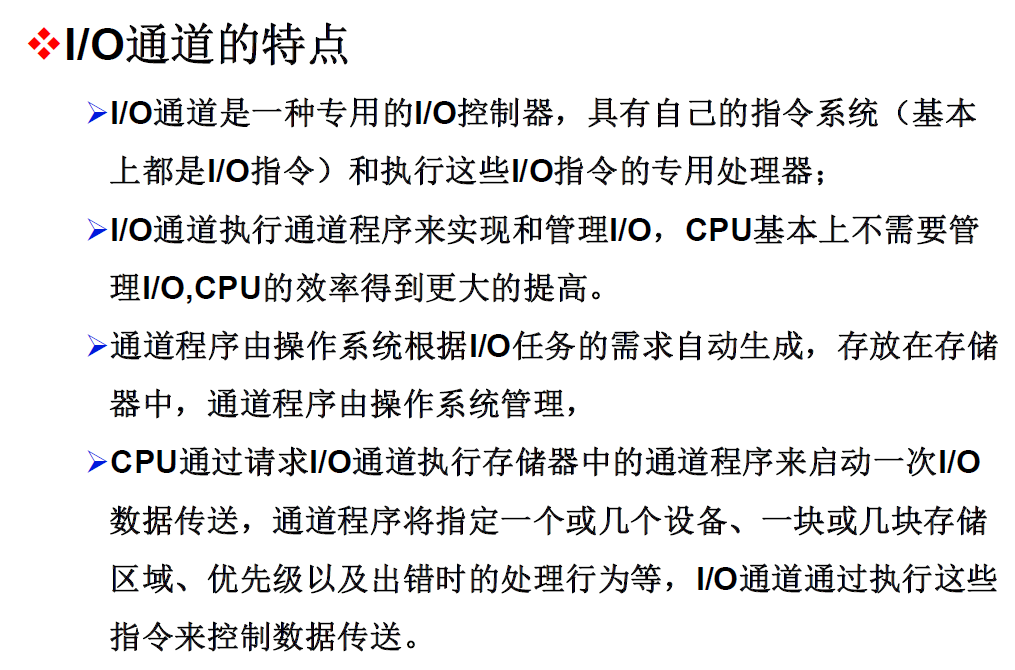 I/O通道的特点
I/O通道是一种专用的I/O控制器，具有自己的指令系统（基本
上都是I/O指令）和执行这些I/O指令的专用处理器；
I/O通道执行通道程序来实现和管理I/O，CPU基本上不需要管
理I/O,CPU的效率得到更大的提高。
通道程序由操作系统根据I/O任务的需求自动生成，存放在存储
器中，通道程序由操作系统管理，
CPU通过请求I/O通道执行存储器中的通道程序来启动一次I/O
数据传送，通道程序将指定一个或几个设备、一块或几块存储
区域、优先级以及出错时的处理行为等，I/O通道通过执行这些
指令来控制数据传送。